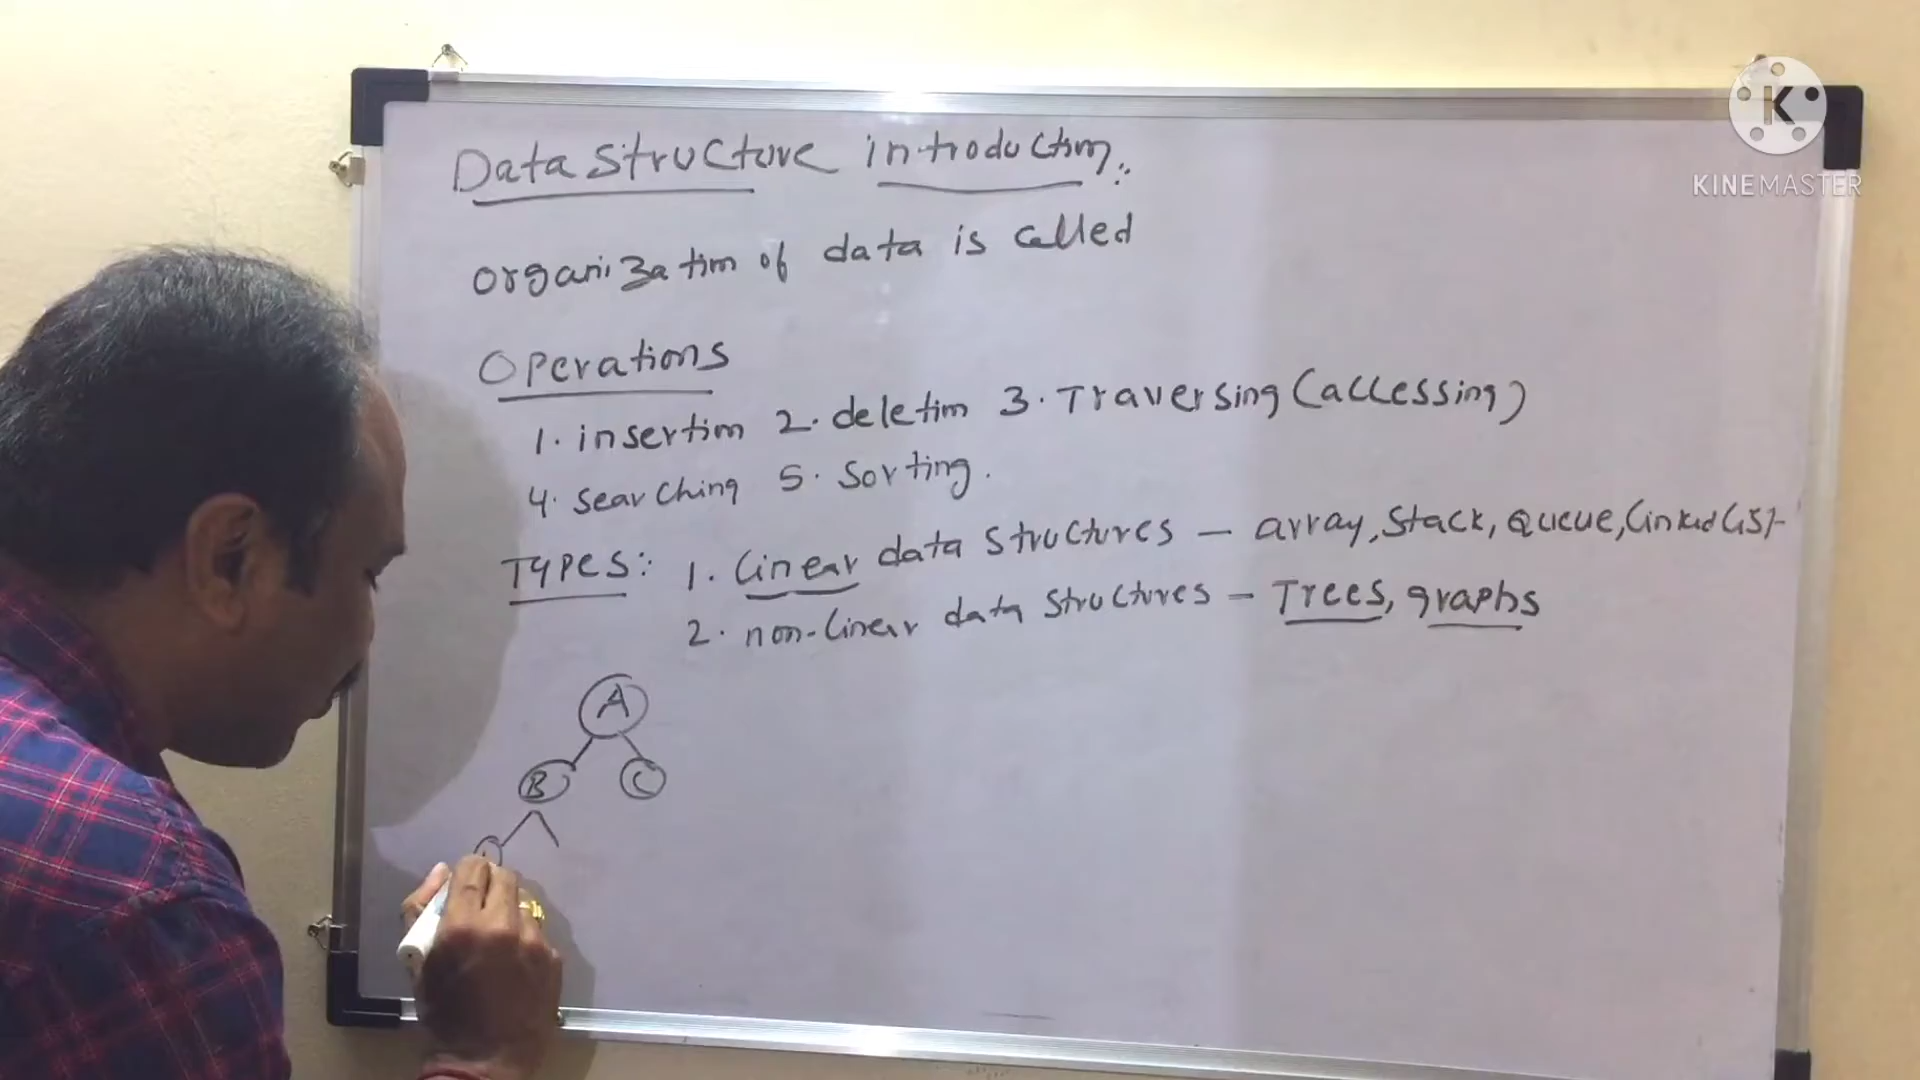 Data Structure introduction:
organization of data is called
Operations
1. insertion 2. deletion 3. Traversing (accessing)
4. searching 5. Sorting.
Types: 1. Linear data structures - array, stack, Queue, Linked list
2. non-linear data structures - Trees, graphs
A
B C
K
KINEMASTER